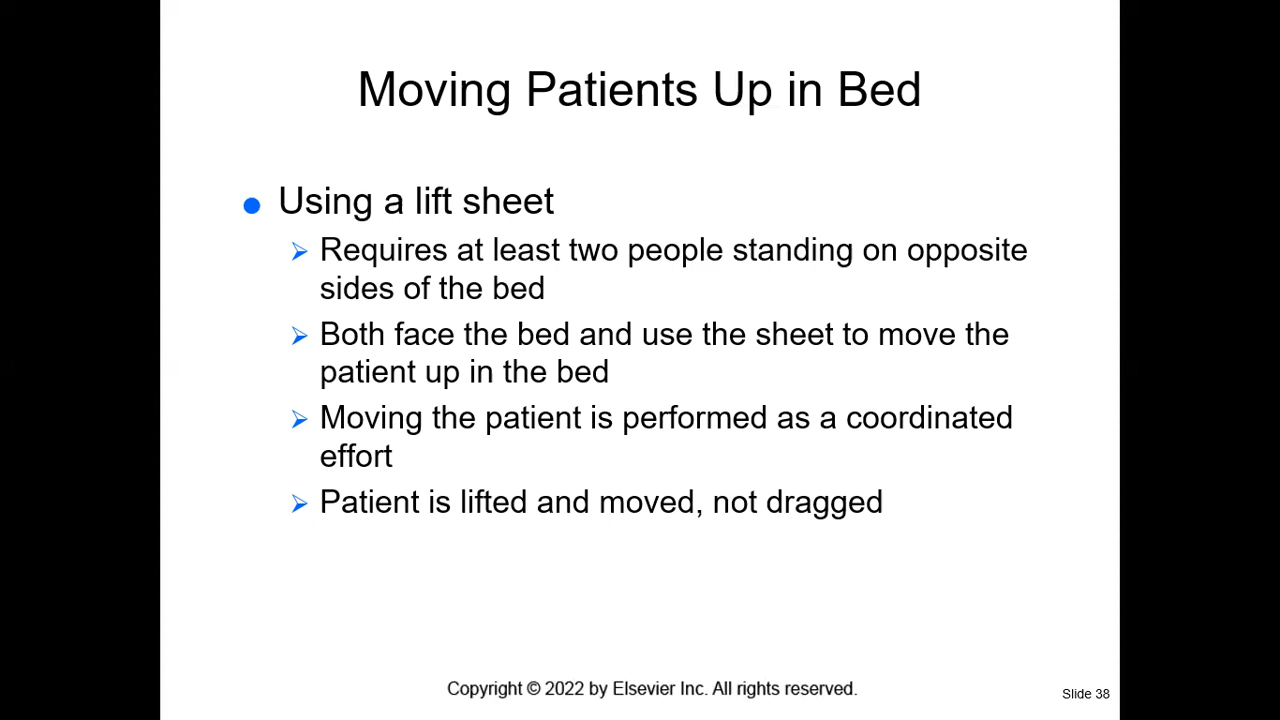 Moving Patients Up in Bed
Using a lift sheet
Requires at least two people standing on opposite
sides of the bed
Both face the bed and use the sheet to move the
patient up in the bed
Moving the patient is performed as a coordinated
effort
Patient is lifted and moved, not dragged
Copyright © 2022 by Elsevier Inc. All rights reserved.
Slide 38